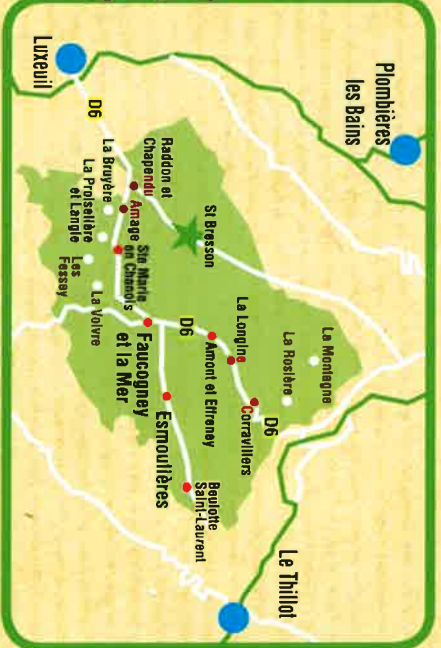 Plombières
les Bains
Luxeuil
D6
Raddon et
Chapendu
St Bresson
La Bruyère
Amage
La Proiselière
et Langle
Ste Marie
en Chanois
Les
Fessey
La Voivre
La Montagne
La Rosière
La Longine
D6
Amont et Effreney
Corravillers
D6
Faucogney
et la Mer
Esmoulières
Beulotte
Saint-Laurent
Le Thillot